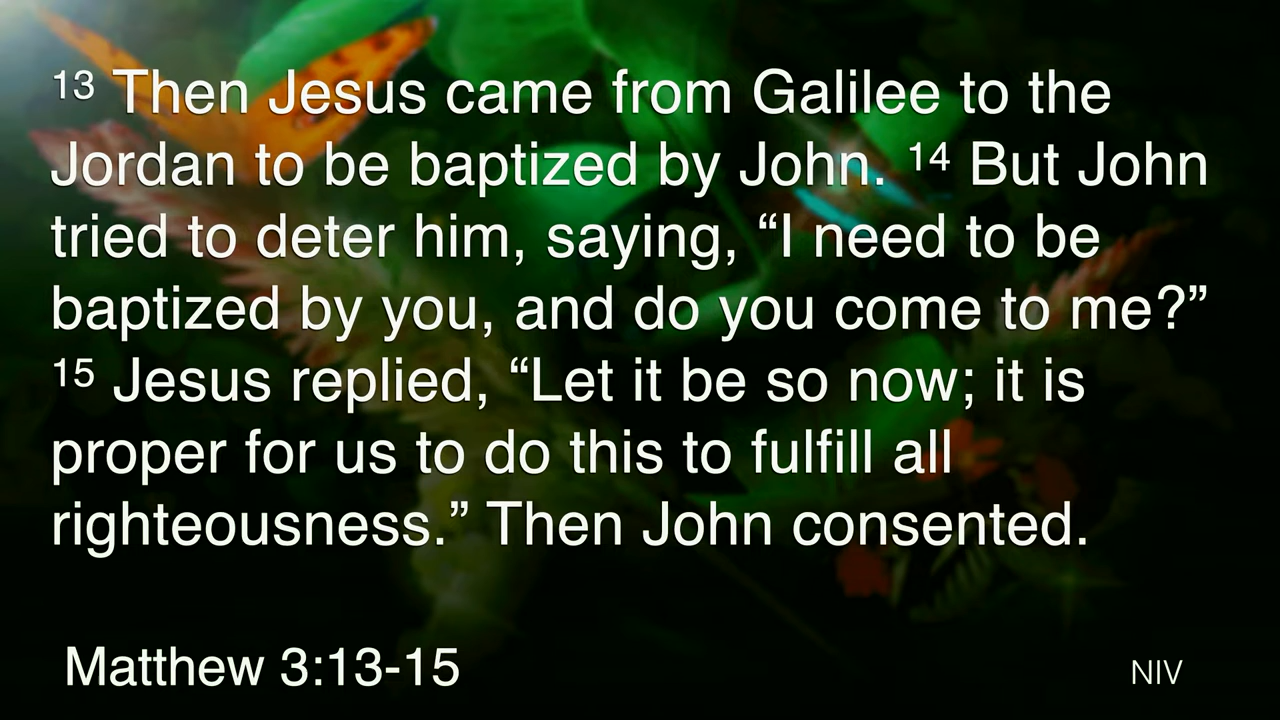 13 Then Jesus came from Galilee to the
Jordan to be baptized by John. 14 But John
tried to deter him, saying, “I need to be
baptized by you, and do you come to me?”
15 Jesus replied, “Let it be so now; it is
proper for us to do this to fulfill all
righteousness.” Then John consented.
Matthew 3:13-15
NIV